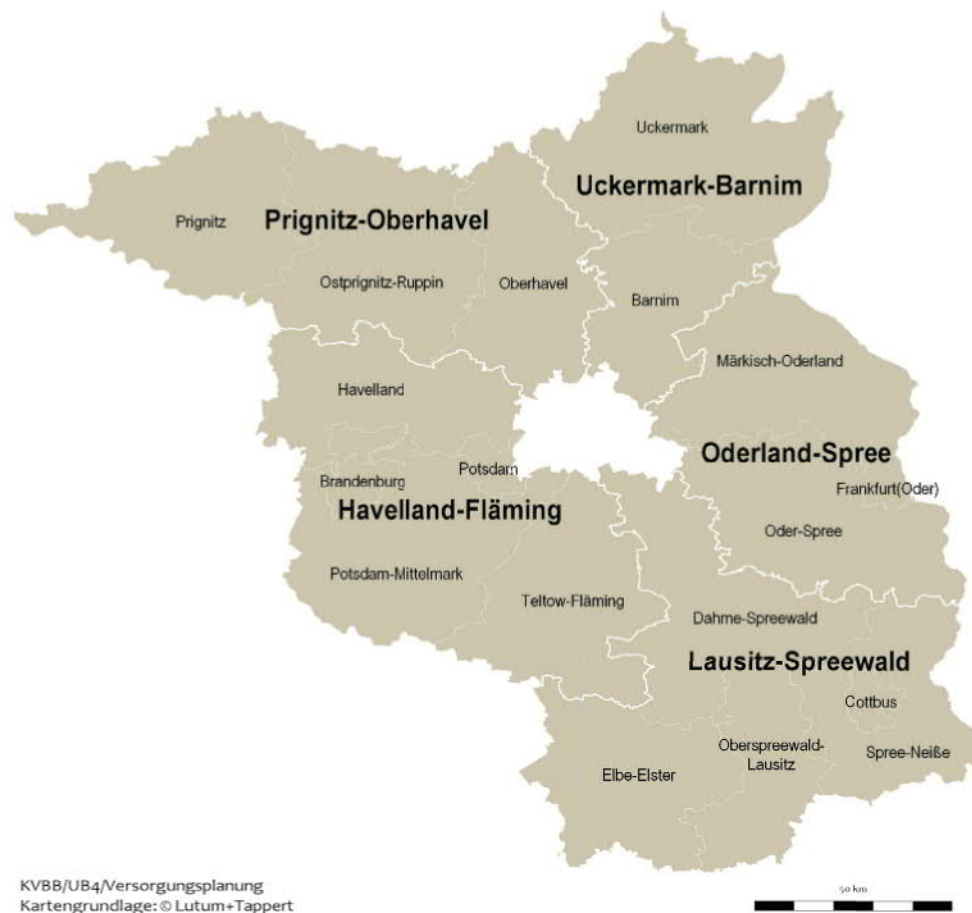 Uckermark
Uckermark-Barnim
Prignitz
Prignitz-Oberhavel
Ostprignitz-Ruppin
Oberhavel
Barnim
Märkisch-Oderland
Havelland
Oderland-Spree
Potsdam
Brandenburg
Frankfurt(Oder)
Havelland-Fläming
Oder-Spree
Potsdam-Mittelmark
Teltow-Fläming
Dahme-Spreewald
Lausitz-Spreewald
Cottbus
Oberspreewald-
Lausitz
Spree-Neiße
Elbe-Elster
KVBB/UB4/Versorgungsplanung
Kartengrundlage: © Lutum+Tappert
50 km